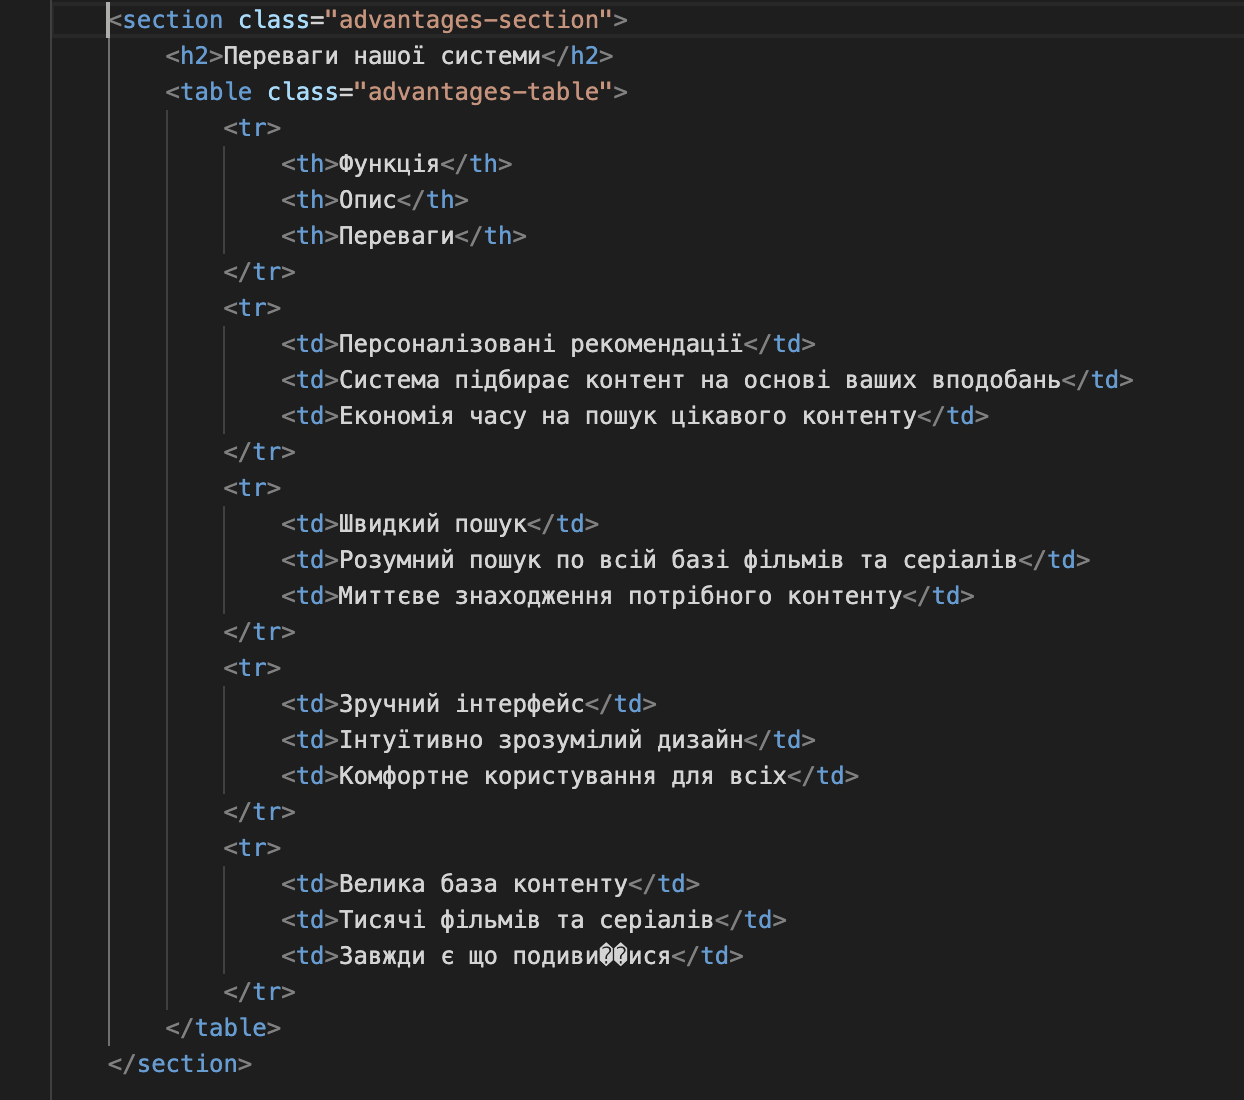 <section class="advantages-section">
<h2>Переваги нашої системи</h2>
<table class="advantages-table">
<tr>
<th>Функція</th>
<th>Опис</th>
<th>Переваги</th>
</tr>
<tr>
<td>Персоналізовані рекомендації</td>
<td>Система підбирає контент на основі ваших вподобань</td>
<td>Економія часу на пошук цікавого контенту</td>
</tr>
<tr>
<td>Швидкий пошук</td>
<td>Розумний пошук по всій базі фільмів та серіалів</td>
<td>Миттєве знаходження потрібного контенту</td>
</tr>
<tr>
<td>Зручний інтерфейс</td>
<td>Інтуїтивно зрозумілий дизайн</td>
<td>Комфортне користування для всіх</td>
</tr>
<tr>
<td>Велика база контенту</td>
<td>Тисячі фільмів та серіалів</td>
<td>Завжди є що подиви��ися</td>
</tr>
</table>
</section>